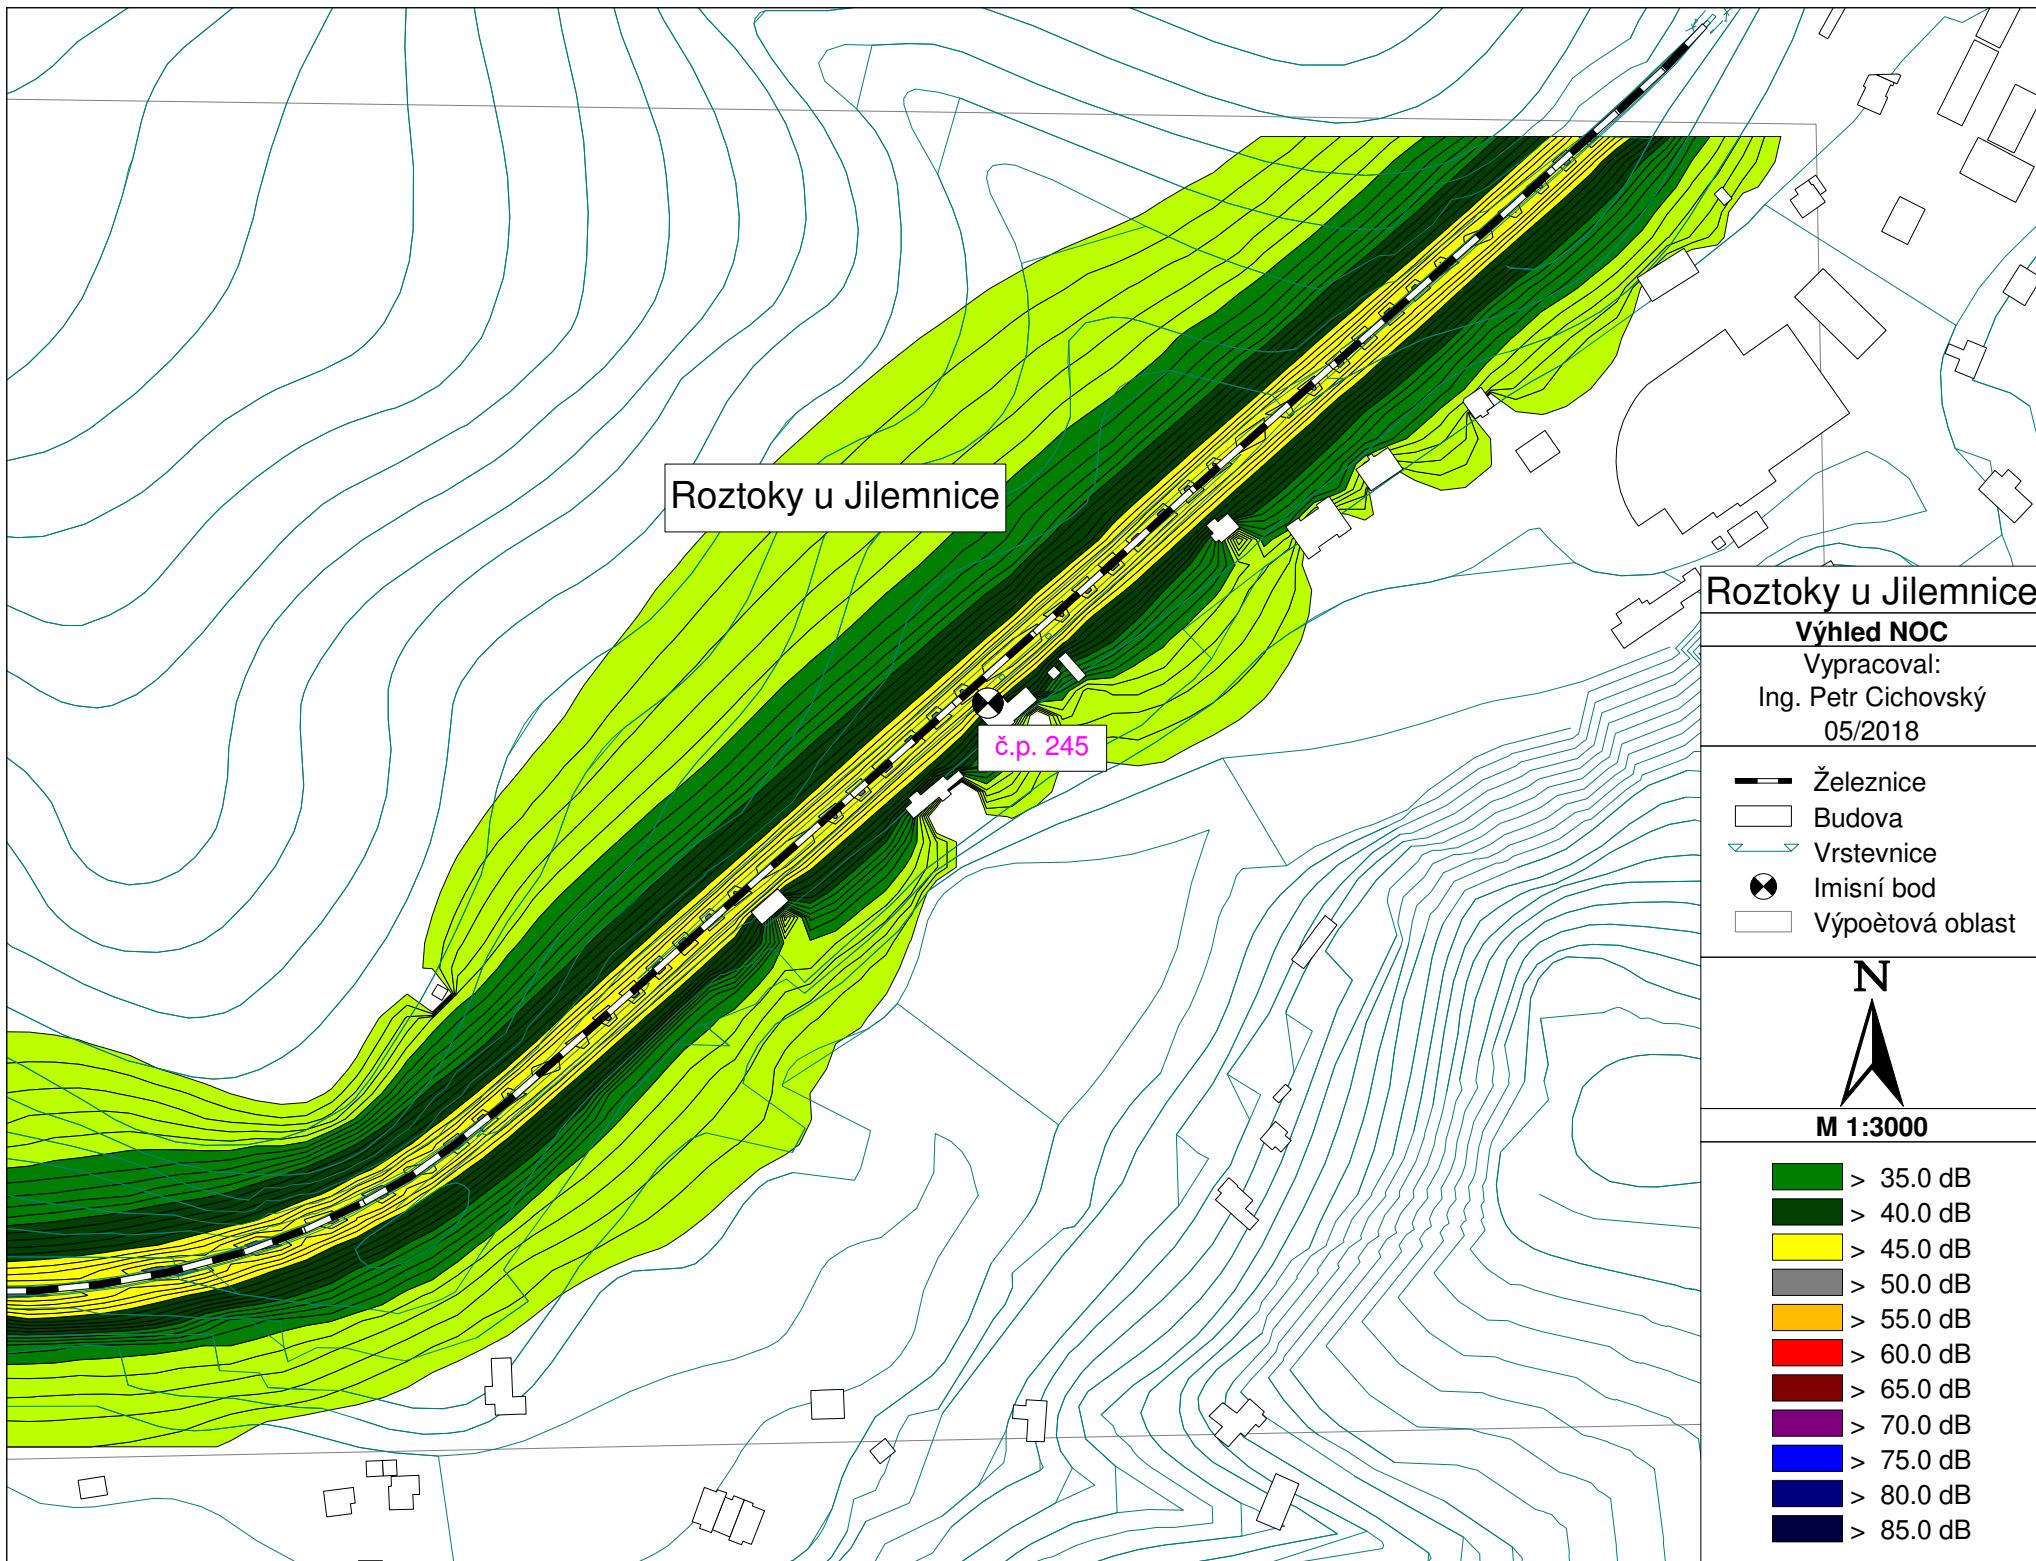 Roztoky u Jilemnice
č.p. 245
Roztoky u Jilemnice
Výhled NOC
Vypracoval:
Ing. Petr Cichovský
05/2018
Železnice
Budova
Vrstevnice
Imisní bod
Výpoètová oblast
N
M 1:3000
> 35.0 dB
> 40.0 dB
> 45.0 dB
> 50.0 dB
> 55.0 dB
> 60.0 dB
> 65.0 dB
> 70.0 dB
> 75.0 dB
> 80.0 dB
> 85.0 dB